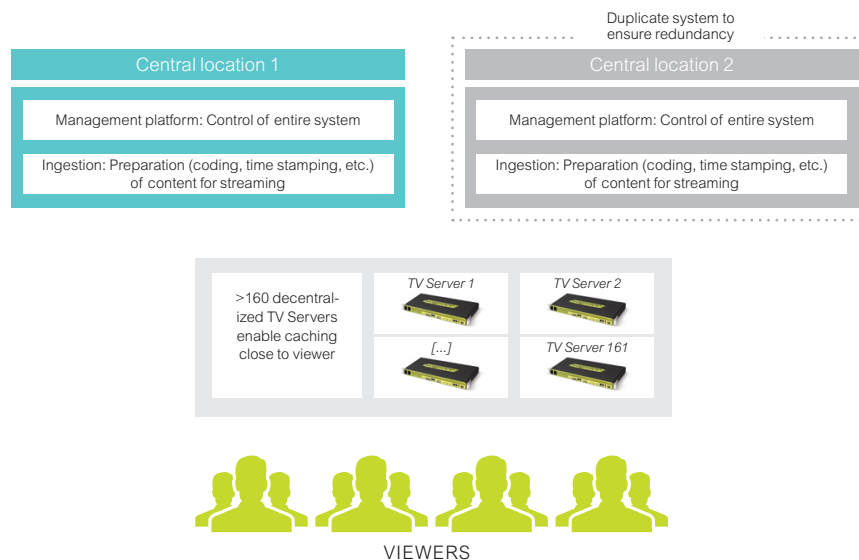 Duplicate system to
ensure redundancy
Central location 1
Management platform: Control of entire system
Ingestion: Preparation (coding, time stamping, etc.)
of content for streaming
Central location 2
Management platform: Control of entire system
Ingestion: Preparation (coding, time stamping, etc.)
of content for streaming
>160 decentral-
ized TV Servers
enable caching
close to viewer
TV Server 1
TV Server 2
[...]
TV Server 161
VIEWERS